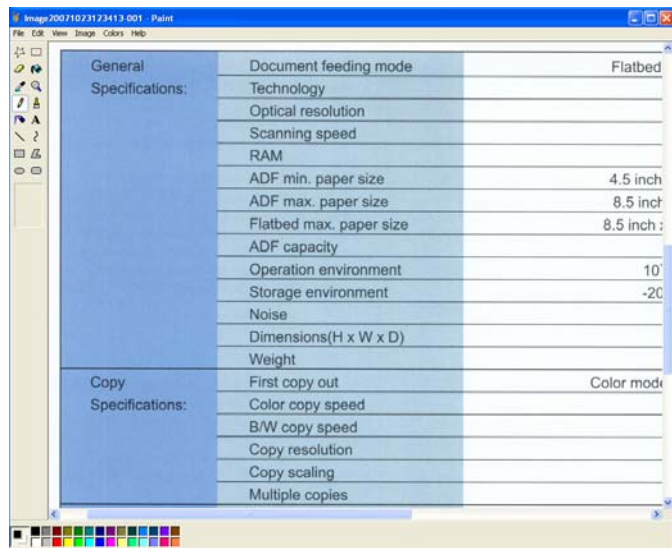 Image20071023123413-001 - Paint
File Edit View Image Colors Help
General Document feeding mode Flatbed
Specifications: Technology
Optical resolution
Scanning speed
RAM
ADF min. paper size 4.5 inch
ADF max. paper size 8.5 inch
Flatbed max. paper size 8.5 inch
ADF capacity
Operation environment 10
Storage environment -20
Noise
Dimensions(H x W x D)
Weight
Copy First copy out Color mode
Specifications: Color copy speed
B/W copy speed
Copy resolution
Copy scaling
Multiple copies